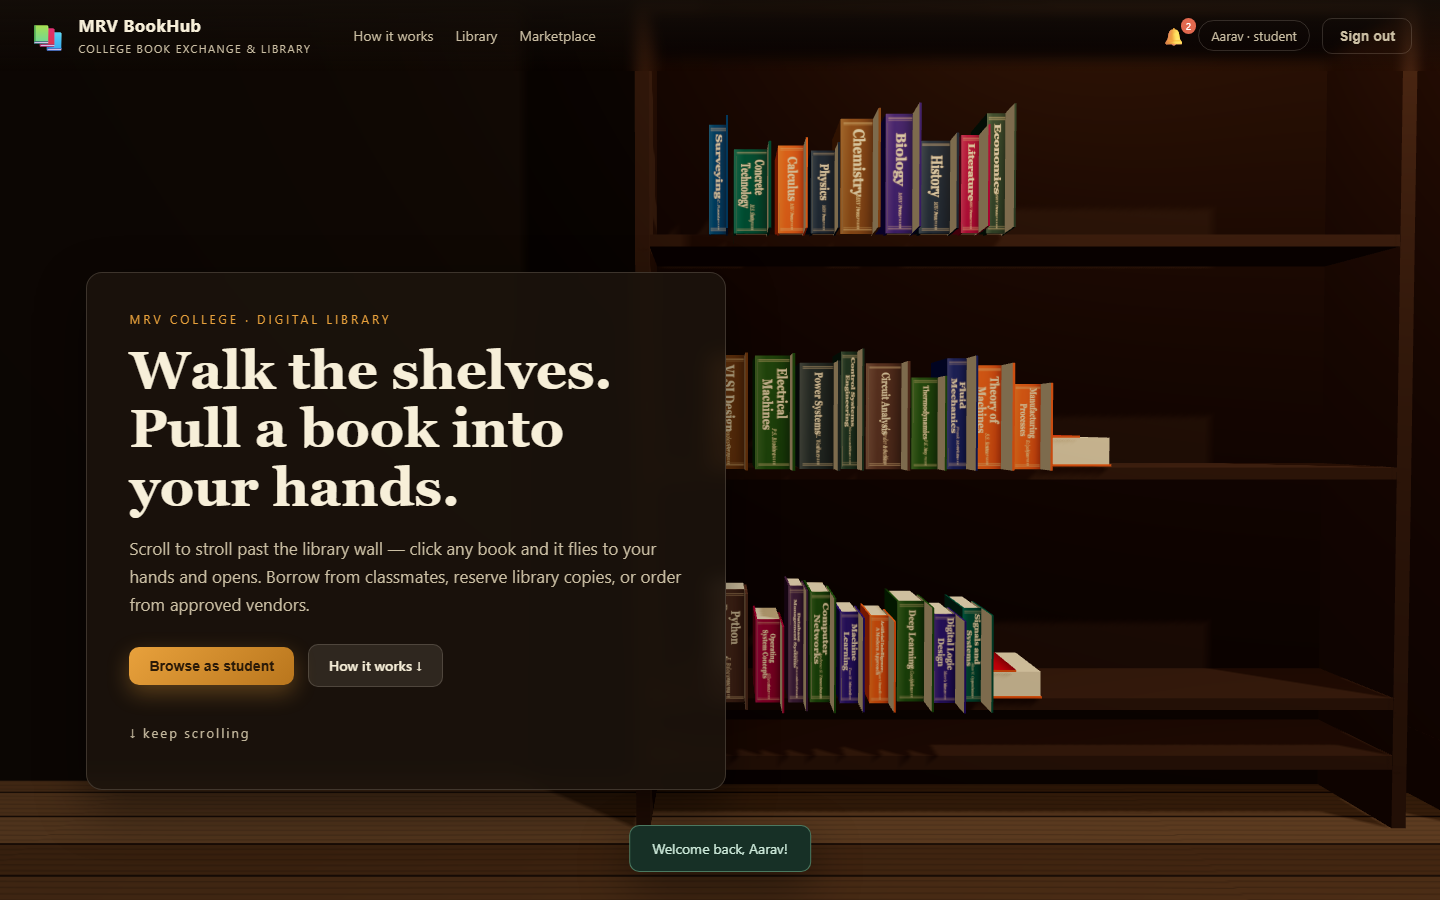 MRV BookHub
COLLEGE BOOK EXCHANGE & LIBRARY
How it works
Library
Marketplace
2
Aarav · student
Sign out
Surveying
Concrete
Technology
Calculus
Physics
Chemistry
Biology
History
Literature
Economics
MRV COLLEGE · DIGITAL LIBRARY
Walk the shelves.
Pull a book into
your hands.
Scroll to stroll past the library wall — click any book and it flies to your
hands and opens. Borrow from classmates, reserve library copies, or order
from approved vendors.
Browse as student
How it works ↓
↓ keep scrolling
VLSI Design
Electrical
Machines
Power Systems
Control Systems
Engineering
Circuit Analysis
Thermodynamics
Fluid
Mechanics
Theory of
Machines
Manufacturing
Processes
Python
Operating
System Concepts
Database
Computer
Networks
Machine
Learning
Deep Learning
Digital Logic
Design
Signals and
Systems
Welcome back, Aarav!